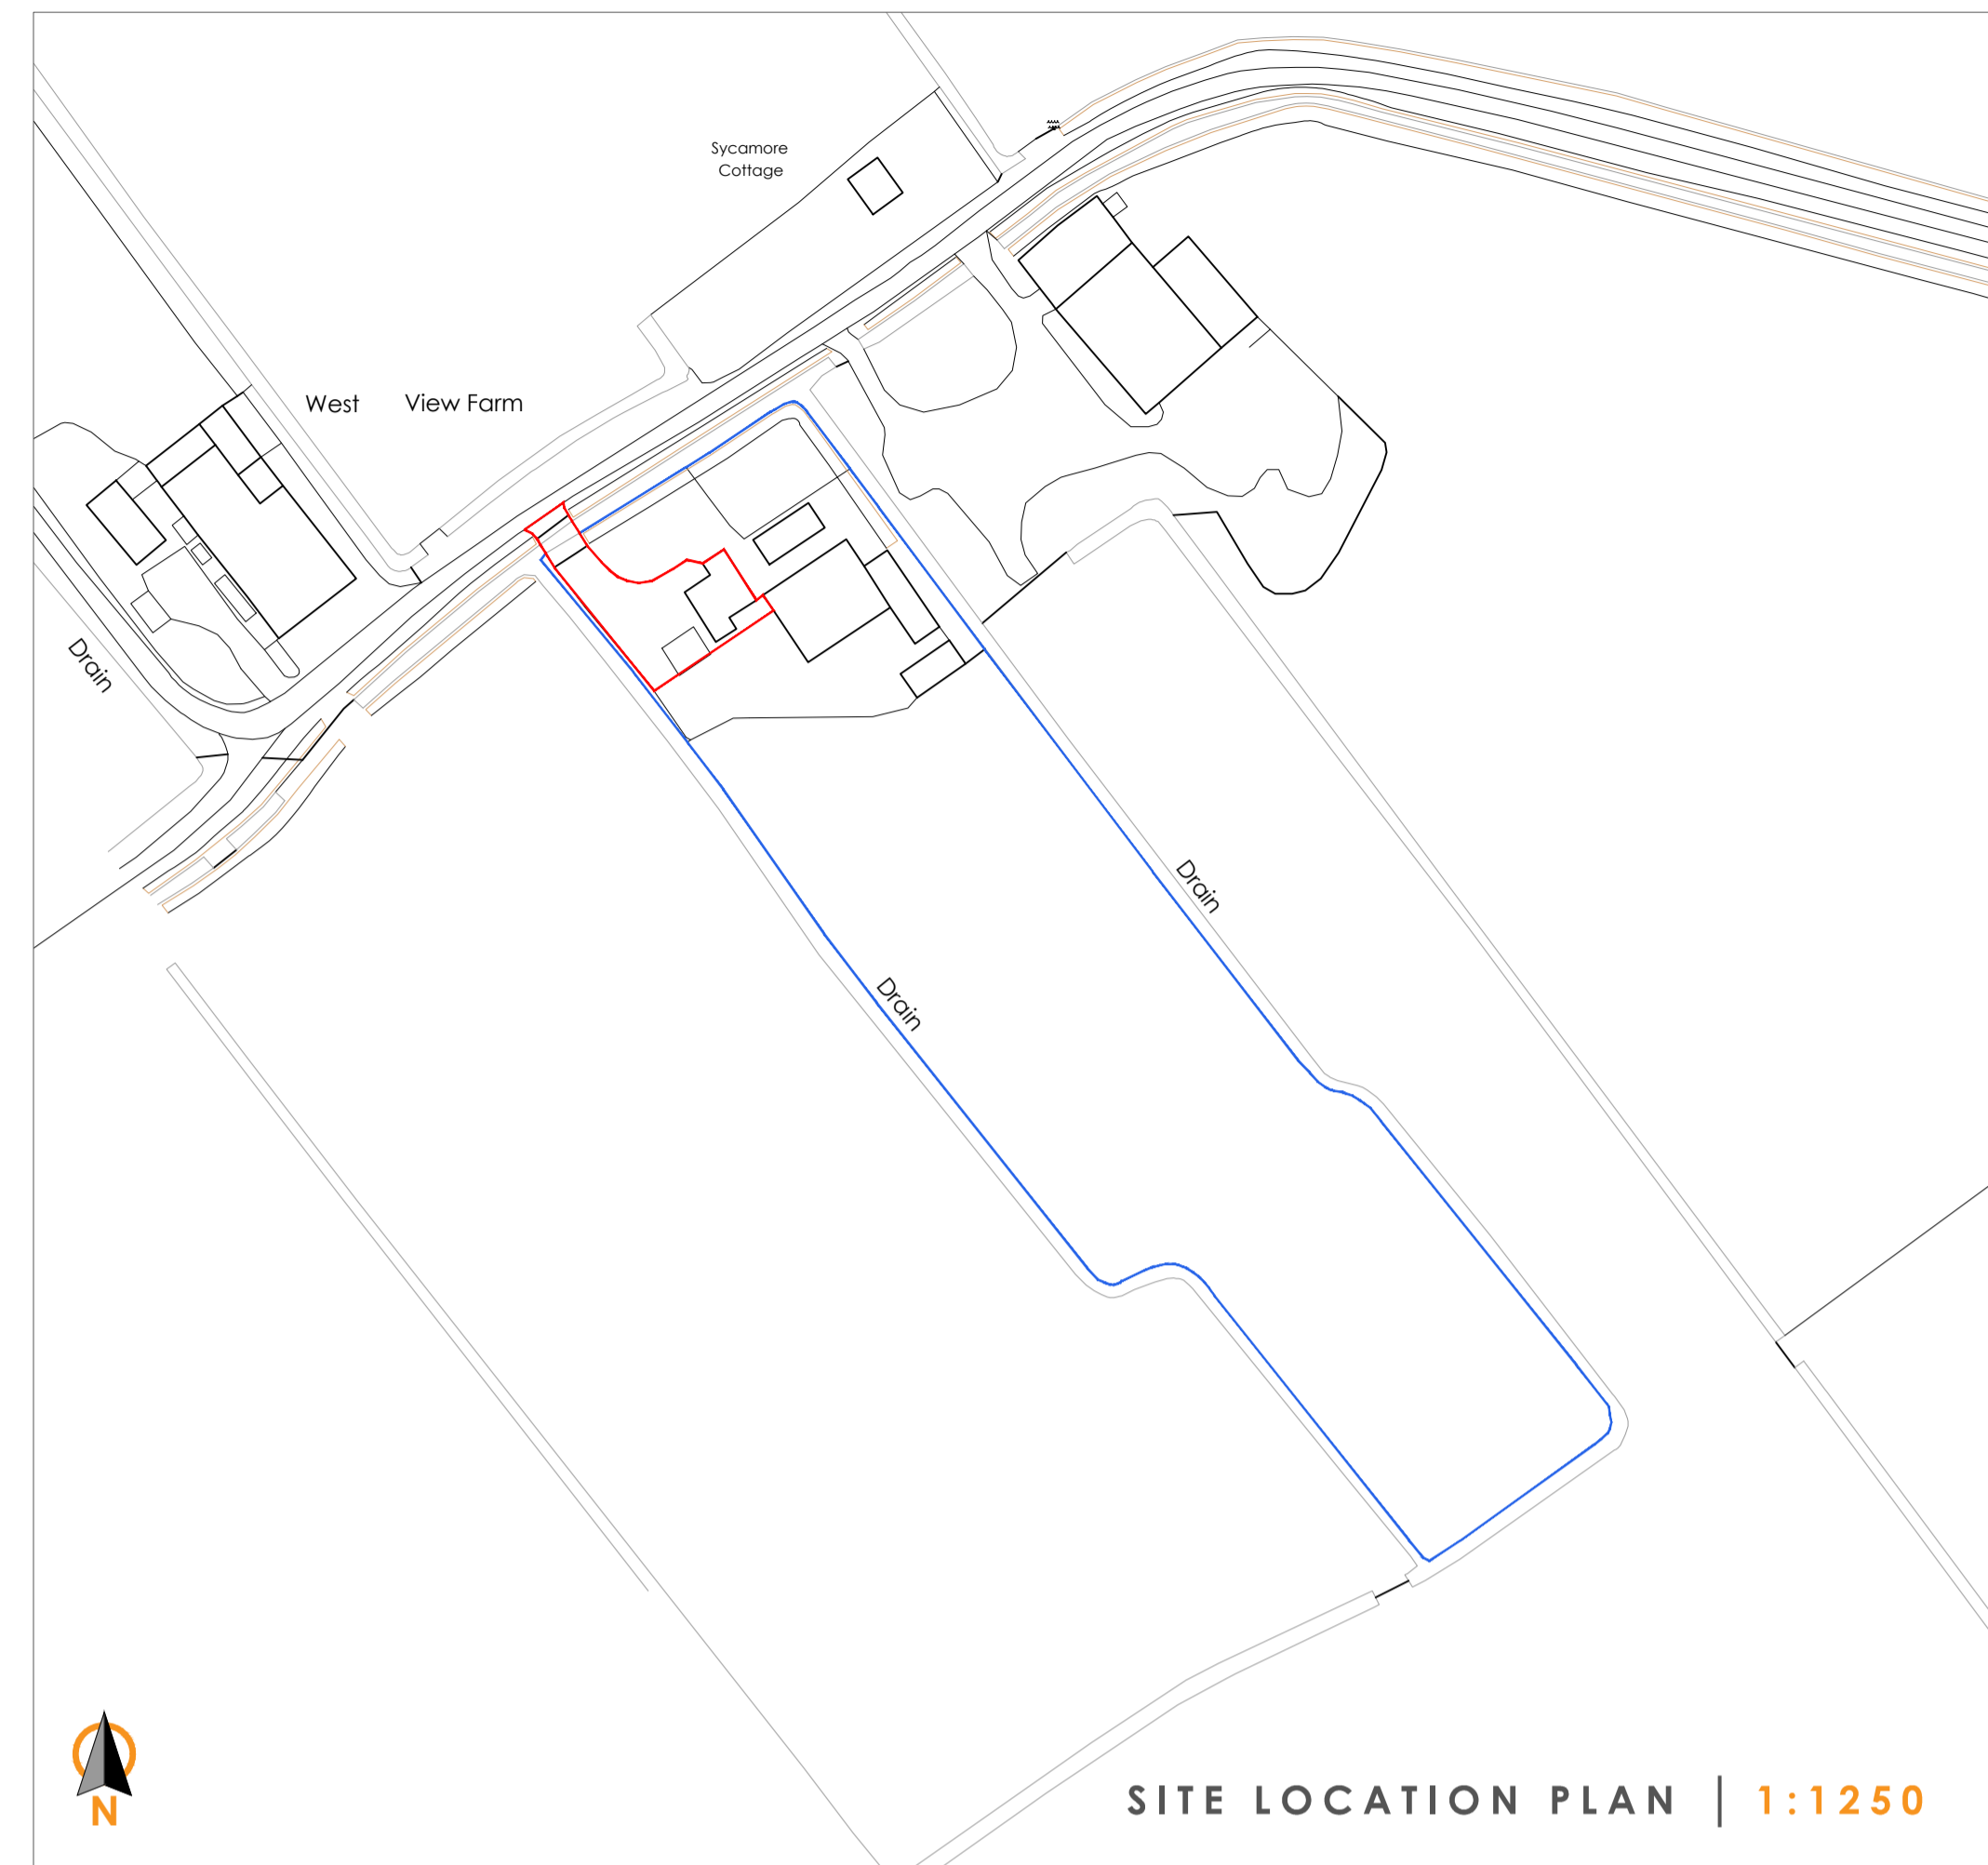 Sycamore
Cottage
West View Farm
Drain
Drain
Drain
N
SITE LOCATION PLAN | 1:1250